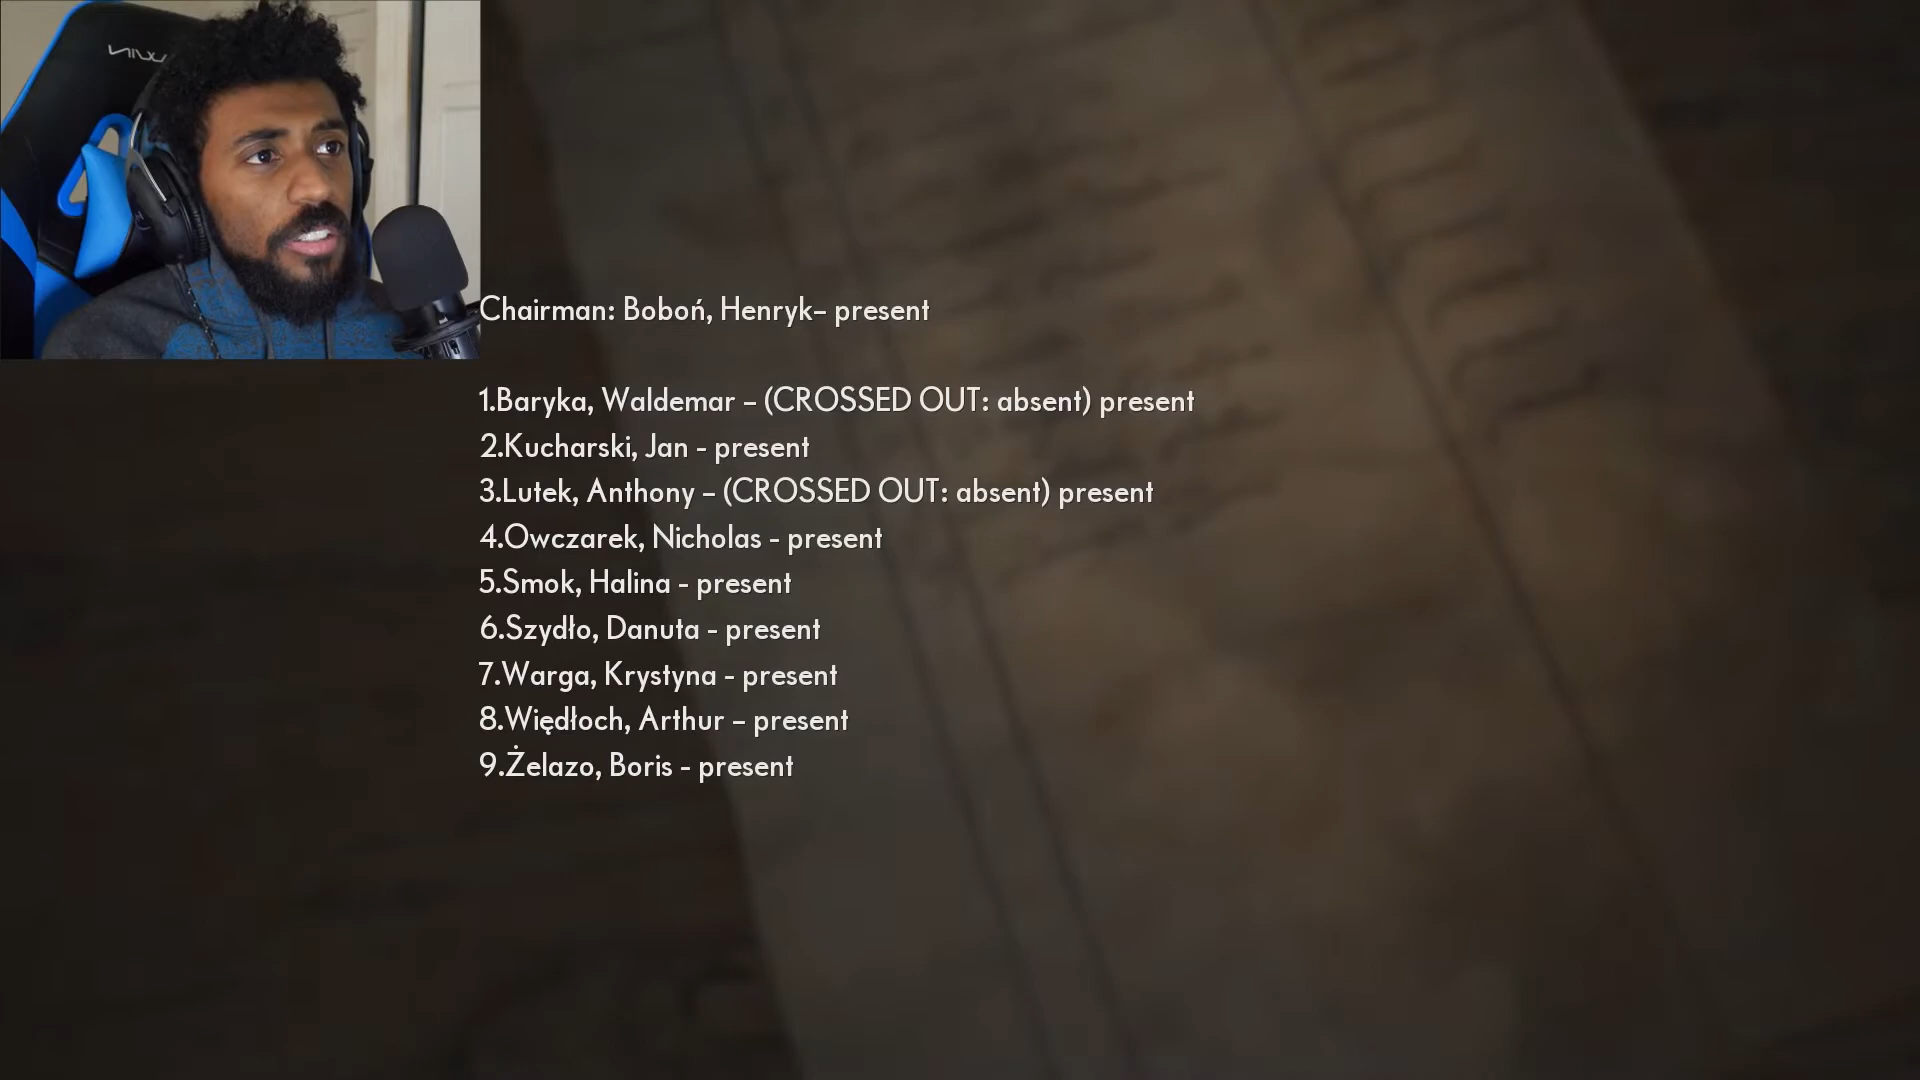 Chairman: Boboń, Henryk– present
1.Baryka, Waldemar – (CROSSED OUT: absent) present
2.Kucharski, Jan - present
3.Lutek, Anthony – (CROSSED OUT: absent) present
4.Owczarek, Nicholas - present
5.Smok, Halina - present
6.Szydło, Danuta - present
7.Warga, Krystyna - present
8.Więdłoch, Arthur – present
9.Żelazo, Boris - present